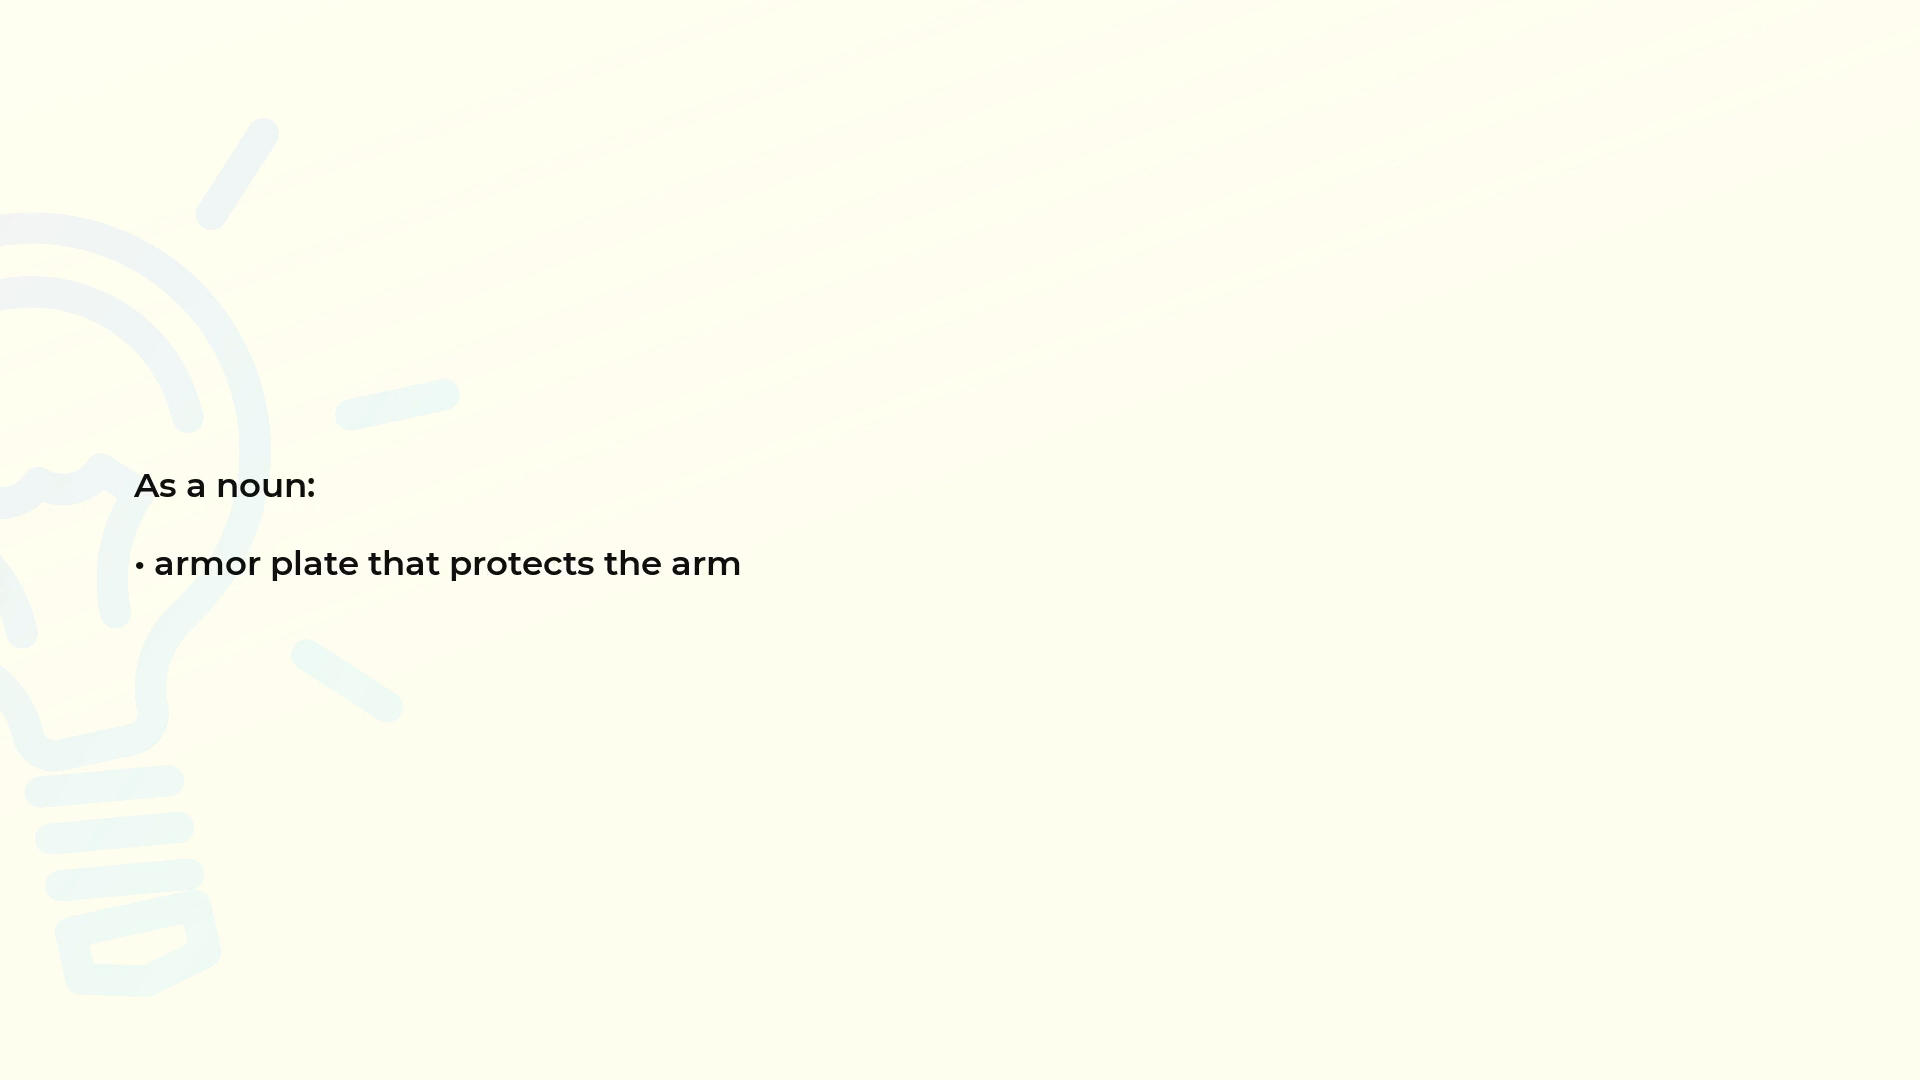 As a noun:
• armor plate that protects the arm